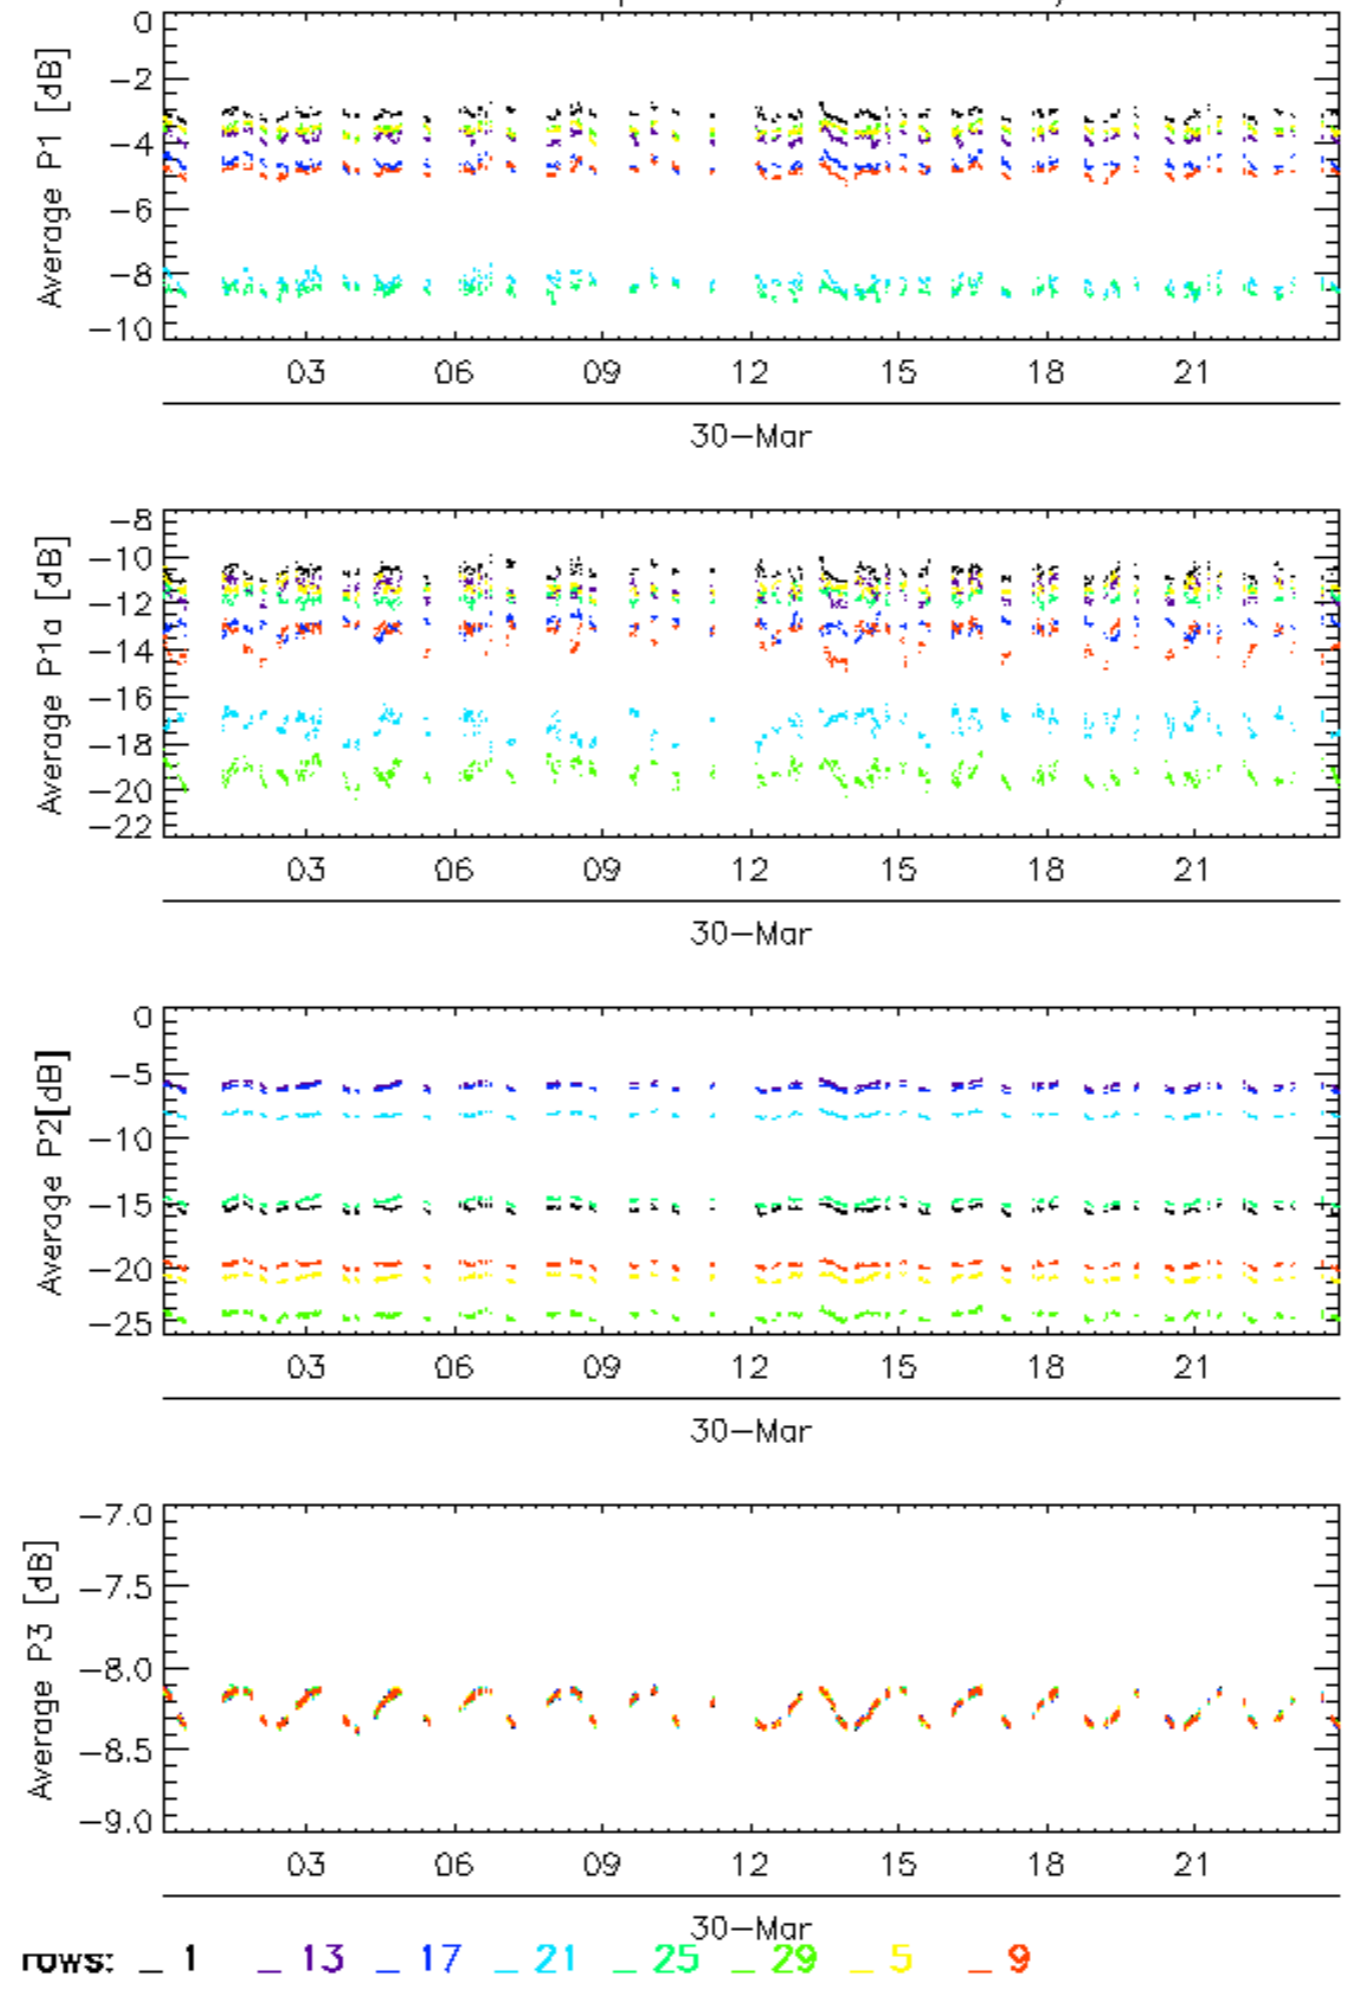 Average P1 [dB]
0
−2
−4
−6
−8
−10
03 06 09 12 15 18 21
30−Mar
Average P1a [dB]
−8
−10
−12
−14
−16
−18
−20
−22
03 06 09 12 15 18 21
30−Mar
Average P2[dB]
0
−5
−10
−15
−20
−25
03 06 09 12 15 18 21
30−Mar
Average P3 [dB]
−7.0
−7.5
−8.0
−8.5
−9.0
03 06 09 12 15 18 21
30−Mar
rows: _ 1 _ 13 _ 17 _ 21 _ 25 _ 29 _ 5 _ 9